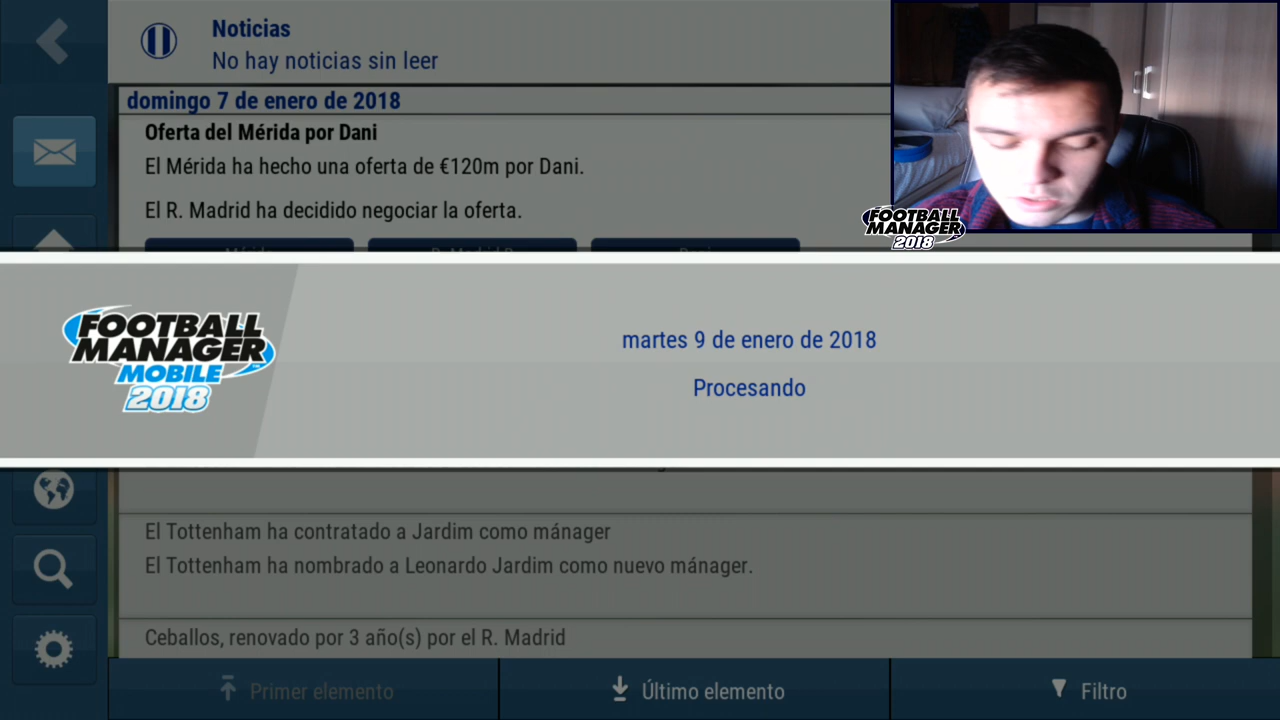 Noticias
No hay noticias sin leer
domingo 7 de enero de 2018
Oferta del Mérida por Dani
El Mérida ha hecho una oferta de €120m por Dani.
El R. Madrid ha decidido negociar la oferta.
FOOTBALL
MANAGER
2018
FOOTBALL
MANAGER
MOBILE
2018
martes 9 de enero de 2018
Procesando
El Tottenham ha contratado a Jardim como mánager
El Tottenham ha nombrado a Leonardo Jardim como nuevo mánager.
Ceballos, renovado por 3 año(s) por el R. Madrid
Primer elemento
Último elemento
Filtro